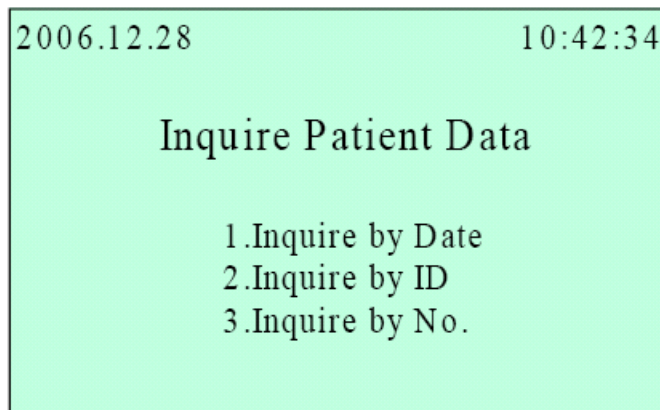 2006.12.28 10:42:34
Inquire Patient Data
1.Inquire by Date
2.Inquire by ID
3.Inquire by No.